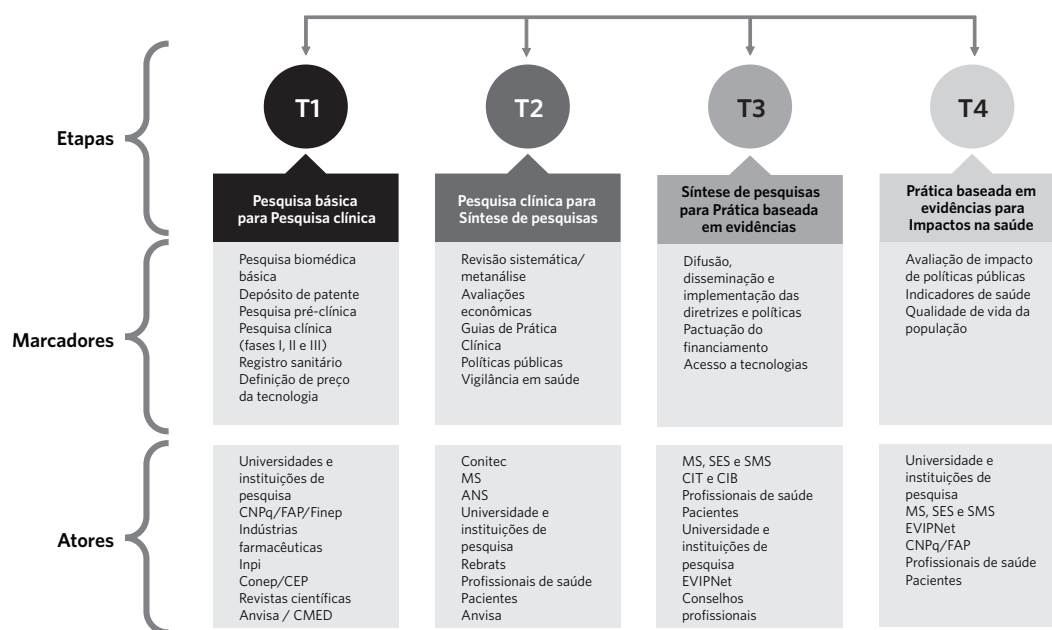 T1
T2
T3
T4
Etapas
Pesquisa básica
para Pesquisa clínica
Pesquisa clínica para
Síntese de pesquisas
Síntese de pesquisas
para Prática baseada
em evidências
Prática baseada em
evidências para
Impactos na saúde
Marcadores
Pesquisa biomédica
básica
Depósito de patente
Pesquisa pré-clínica
Pesquisa clínica
(fases I, II e III)
Registro sanitário
Definição de preço
da tecnologia
Revisão sistemática/
metanálise
Avaliações
econômicas
Guias de Prática
Clínica
Políticas públicas
Vigilância em saúde
Difusão,
disseminação e
implementação das
diretrizes e políticas
Pactuação do
financiamento
Acesso a tecnologias
Avaliação de impacto
de políticas públicas
Indicadores de saúde
Qualidade de vida da
população
Atores
Universidades e
instituições de
pesquisa
CNPq/FAP/Finep
Indústrias
farmacêuticas
Inpi
Conep/CEP
Revistas científicas
Anvisa / CMED
Conitec
MS
ANS
Universidade e
instituições de
pesquisa
Rebrats
Profissionais de saúde
Pacientes
Anvisa
MS, SES e SMS
CIT e CIB
Profissionais de saúde
Pacientes
Universidade e
instituições de
pesquisa
EVIPNet
Conselhos
profissionais
Universidade e
instituições de
pesquisa
MS, SES e SMS
EVIPNet
CNPq/FAP
Profissionais de saúde
Pacientes